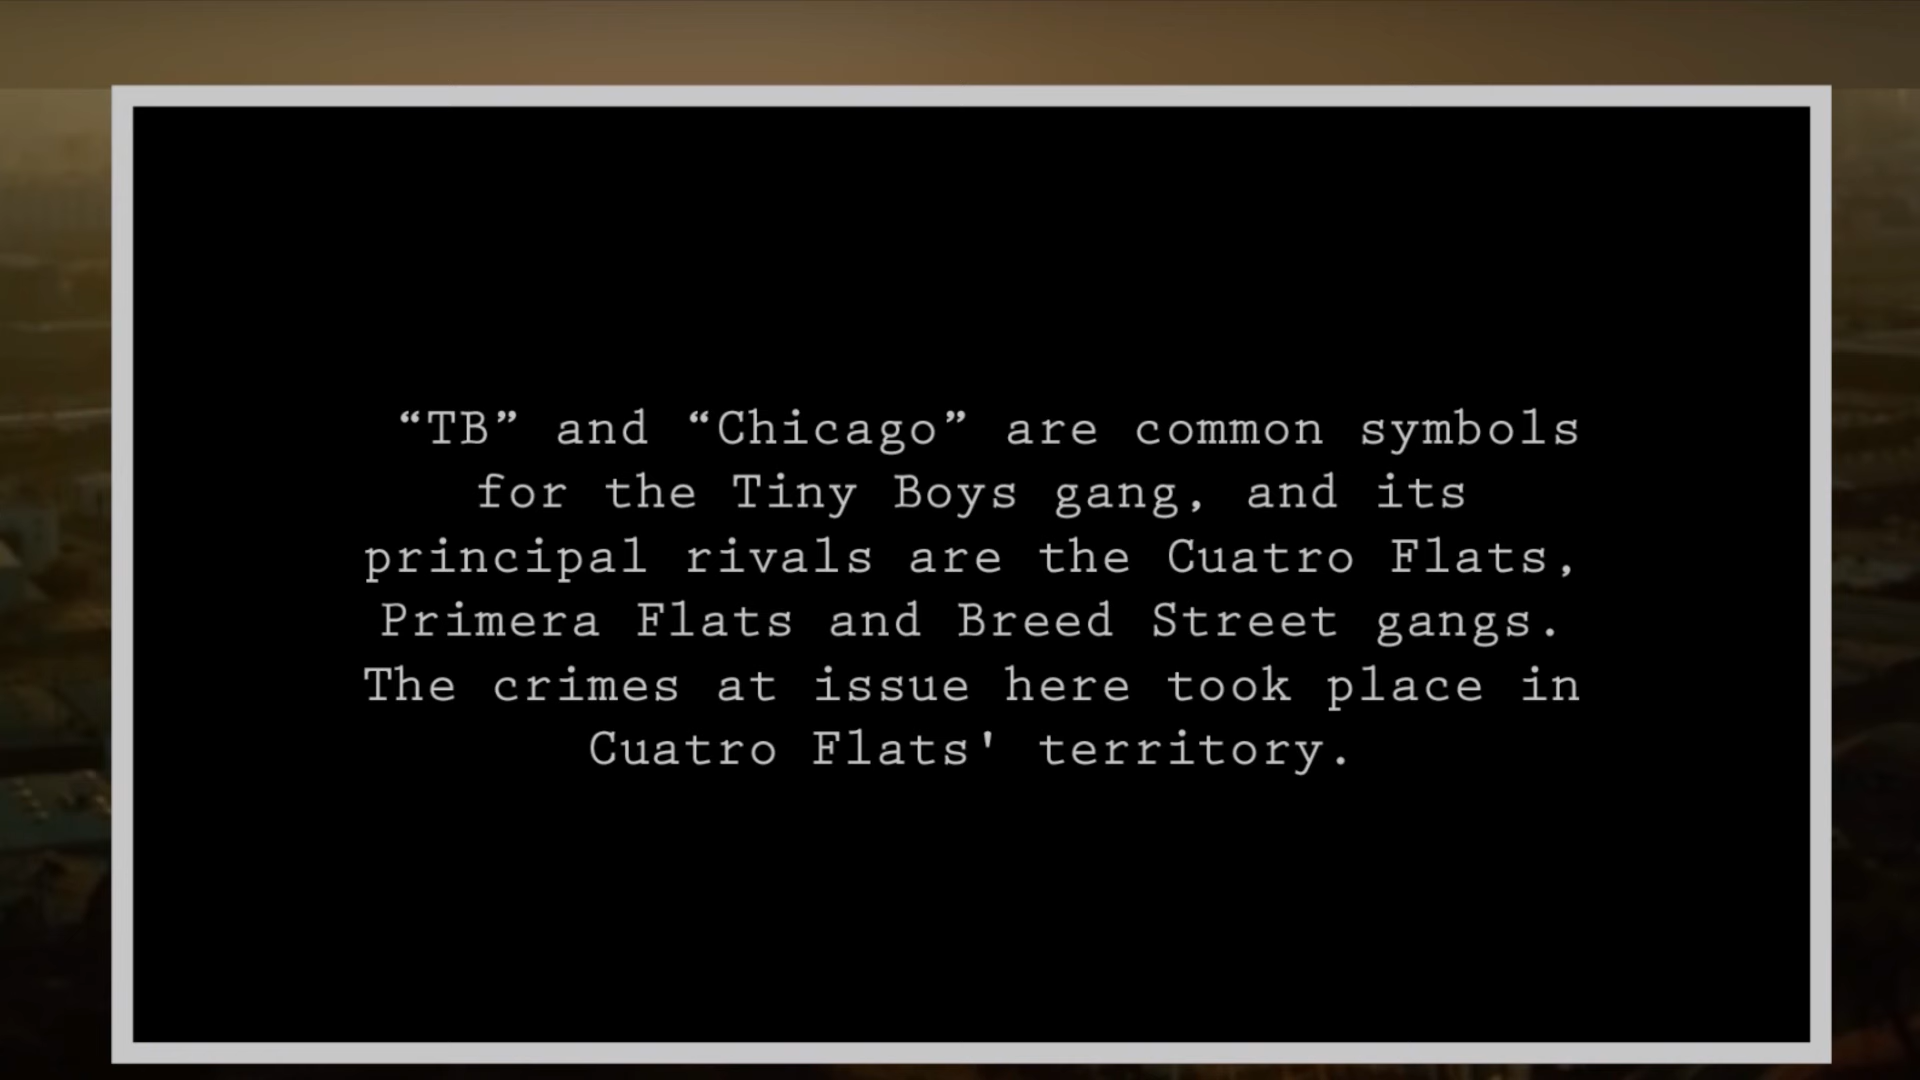 “TB” and “Chicago” are common symbols
for the Tiny Boys gang, and its
principal rivals are the Cuatro Flats,
Primera Flats and Breed Street gangs.
The crimes at issue here took place in
Cuatro Flats' territory.